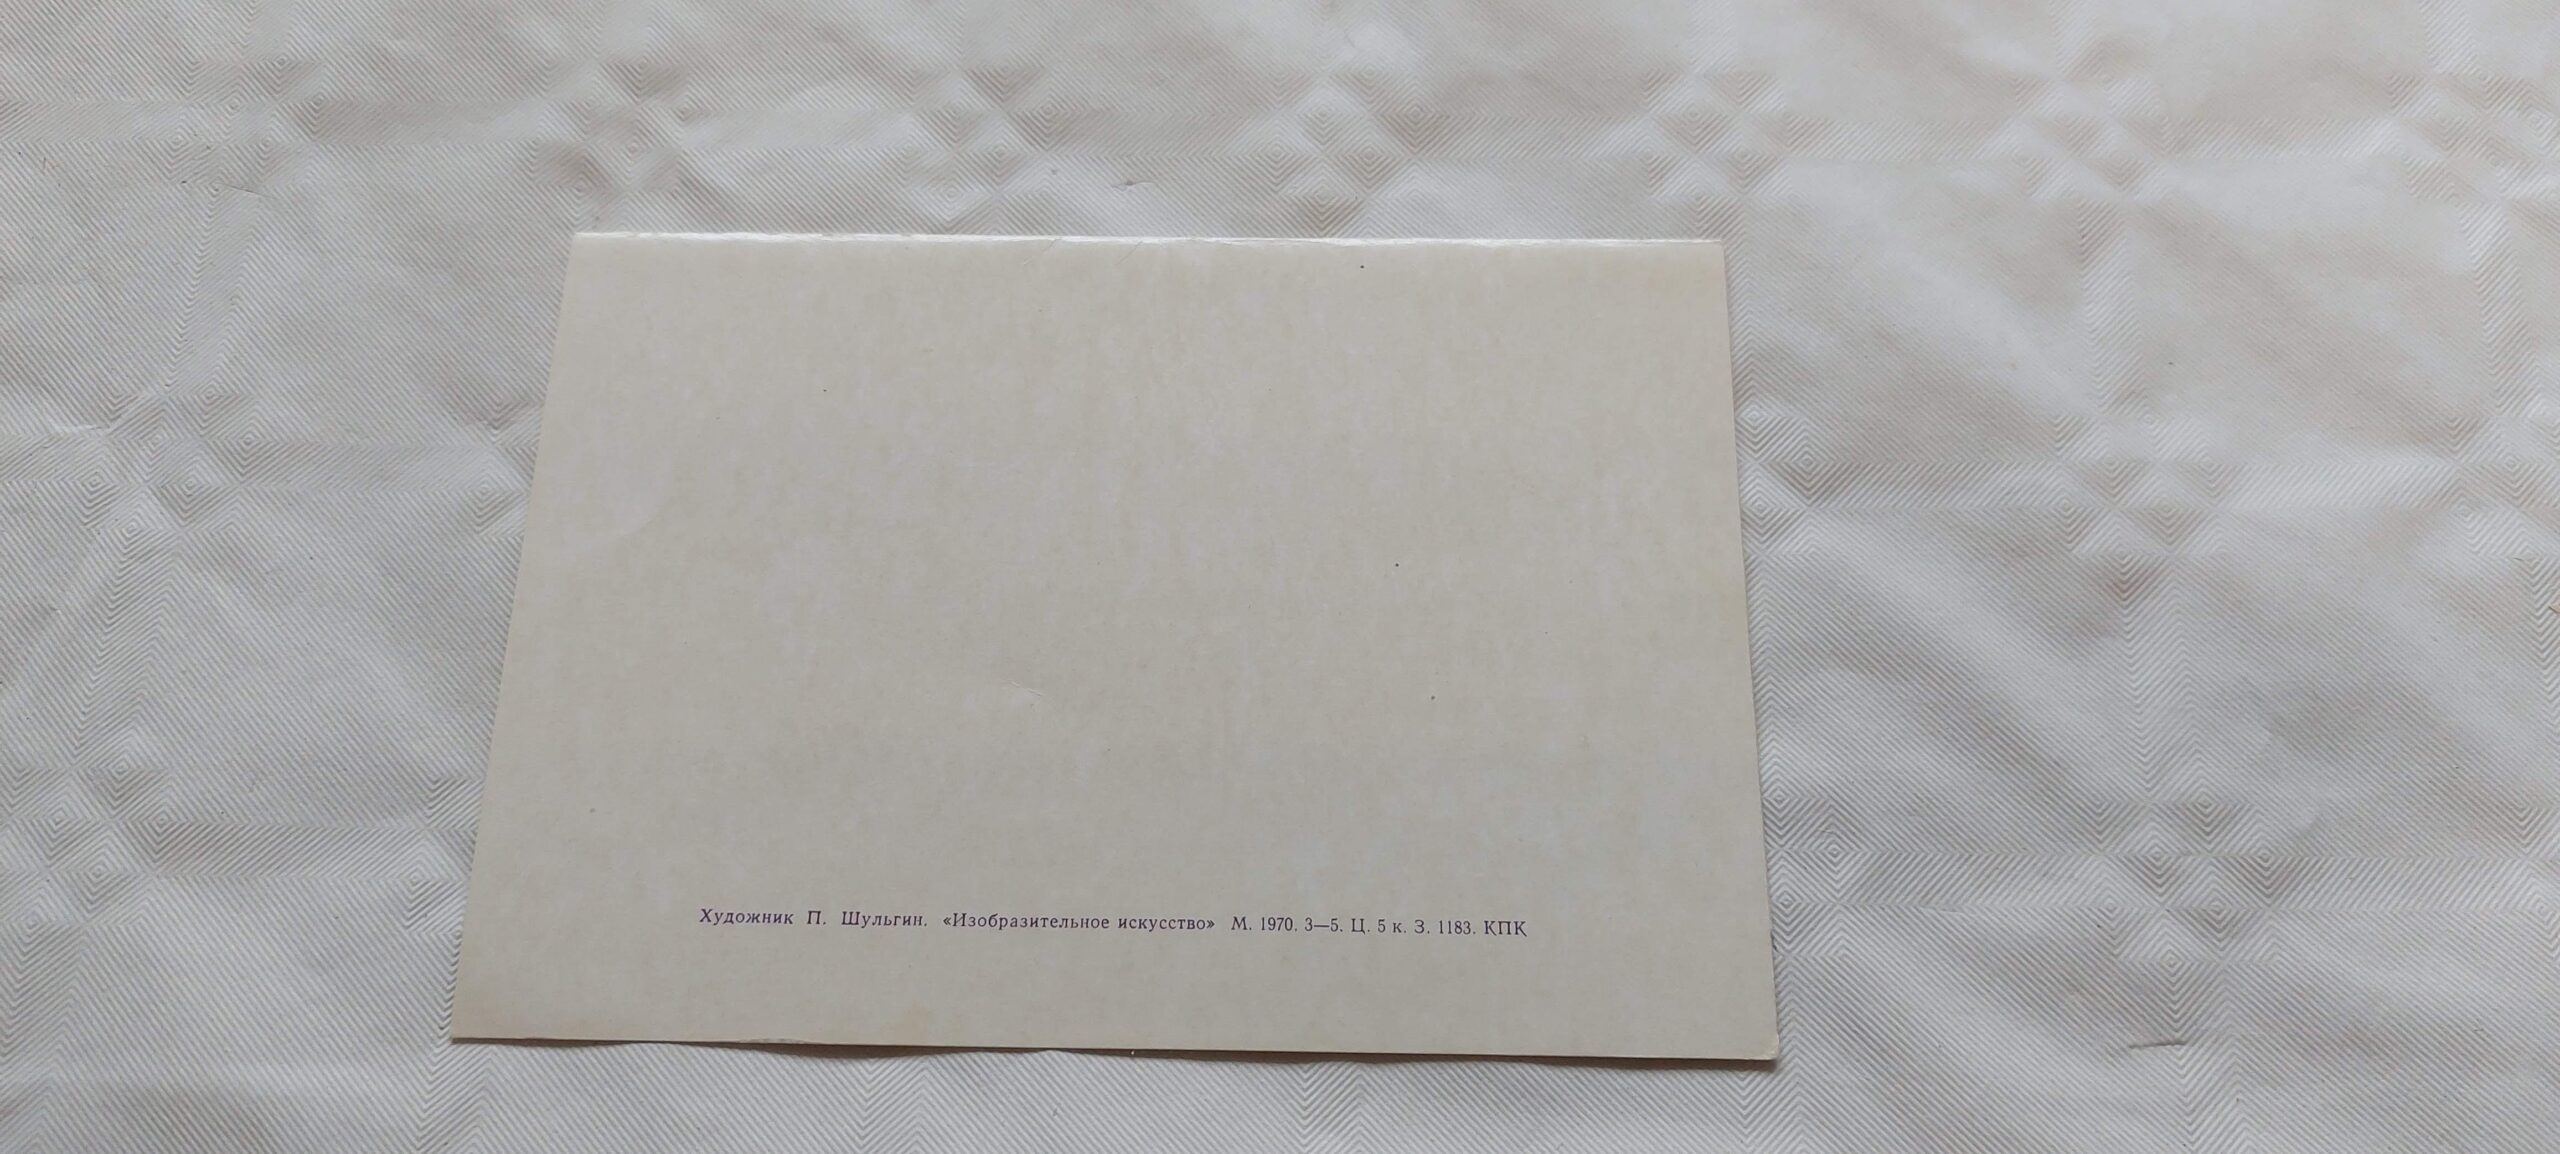 Художник П. Шульгин. «Изобразительное искусство» М. 1970. 3—5. Ц. 5 к. З. 1183. КПК